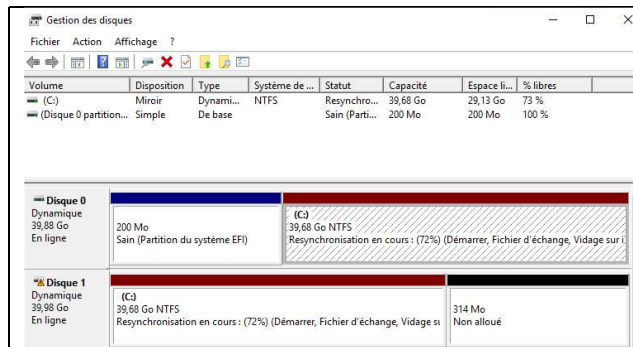 Gestion des disques
Fichier Action Affichage ?
Volume Disposition Type Système de ... Statut Capacité Espace li... % libres
(C:) Miroir Dynami... NTFS Resynchro... 39,68 Go 29,13 Go 73 %
(Disque 0 partition... Simple De base Sain (Parti... 200 Mo 200 Mo 100 %
Disque 0
Dynamique
39,88 Go
En ligne
200 Mo
Sain (Partition du système EFI)
(C:)
39,68 Go NTFS
Resynchronisation en cours : (72%) (Démarrer, Fichier d'échange, Vidage sur i
Disque 1
Dynamique
39,98 Go
En ligne
(C:)
39,68 Go NTFS
Resynchronisation en cours : (72%) (Démarrer, Fichier d'échange, Vidage su
314 Mo
Non alloué